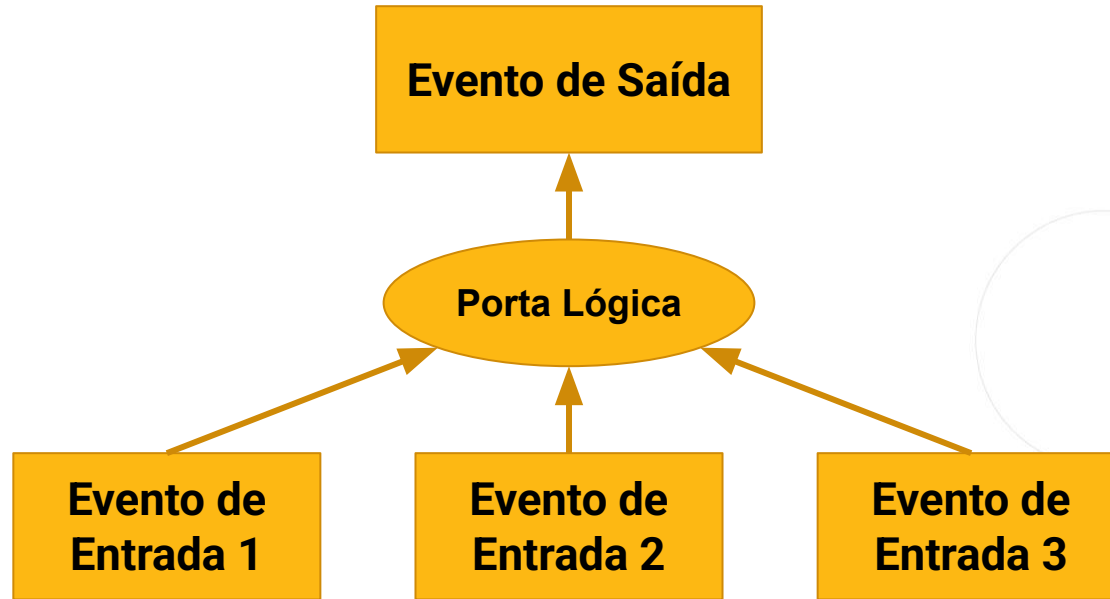 Evento de Saída
Porta Lógica
Evento de
Entrada 1
Evento de
Entrada 2
Evento de
Entrada 3